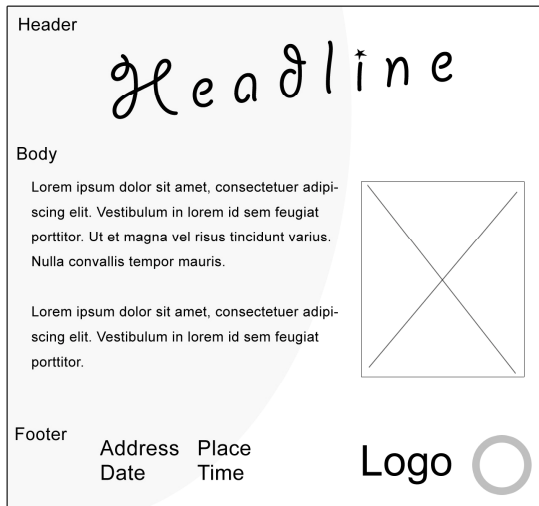 Header
Headline
Body
Lorem ipsum dolor sit amet, consectetuer adipi-
scing elit. Vestibulum in lorem id sem feugiat
porttitor. Ut et magna vel risus tincidunt varius.
Nulla convallis tempor mauris.
Lorem ipsum dolor sit amet, consectetuer adipi-
scing elit. Vestibulum in lorem id sem feugiat
porttitor.
Footer
Address Place
Date Time
Logo